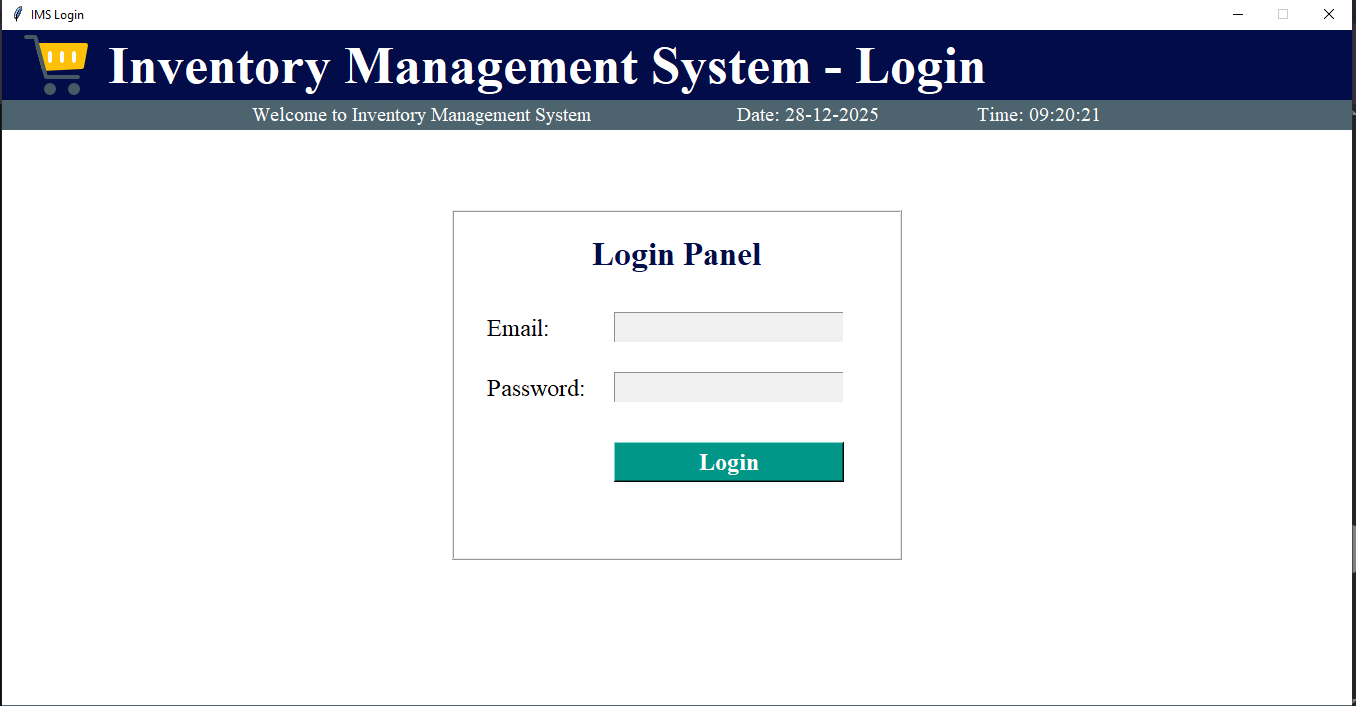 IMS Login
Inventory Management System - Login
Welcome to Inventory Management System Date: 28-12-2025 Time: 09:20:21
Login Panel
Email:
Password:
Login